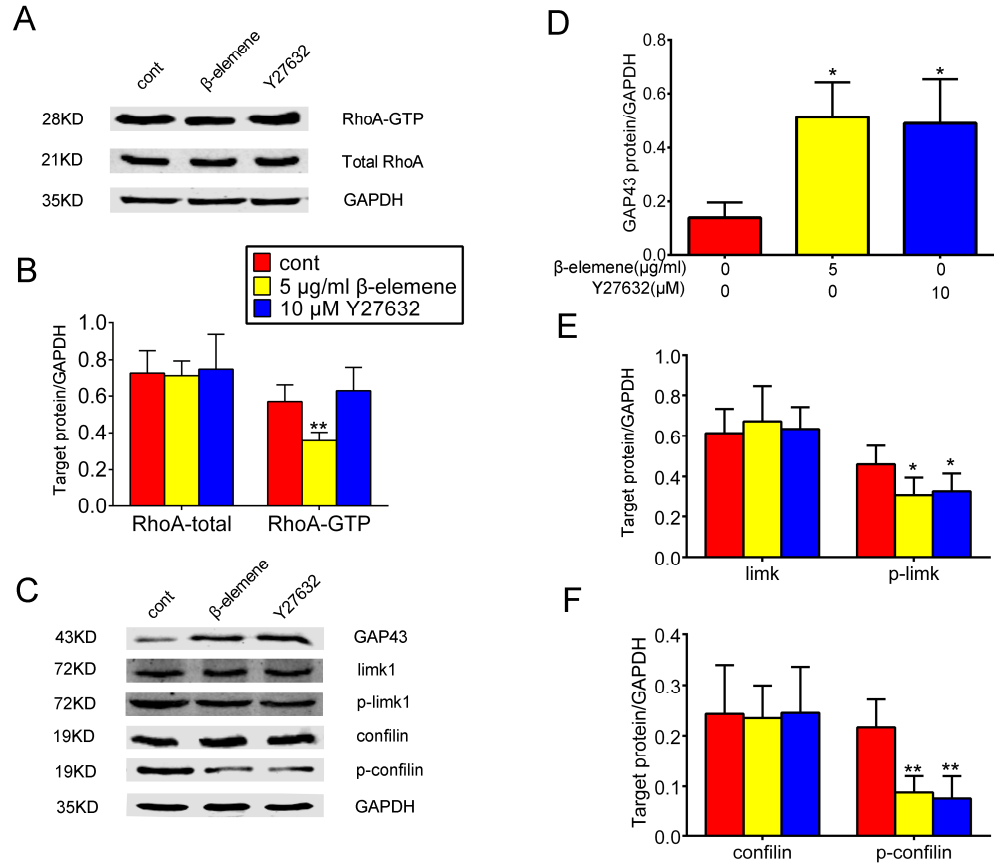 A
cont
β-elemene
Y27632
28KD RhoA-GTP
21KD Total RhoA
35KD GAPDH
B
cont
5 μg/ml β-elemene
10 μM Y27632
Target protein/GAPDH
1.0
0.8
0.6
0.4
0.2
0.0
**
RhoA-total RhoA-GTP
C
cont
β-elemene
Y27632
43KD GAP43
72KD limk1
72KD p-limk1
19KD confilin
19KD p-confilin
35KD GAPDH
D
GAP43 protein/GAPDH
0.8
0.6
0.4
0.2
0.0
* *
β-elemene(μg/ml) 0 5 0
Y27632(μM) 0 0 10
E
Target protein/GAPDH
1.0
0.8
0.6
0.4
0.2
0.0
* *
limk p-limk
F
Target protein/GAPDH
0.4
0.3
0.2
0.1
0.0
** **
confilin p-confilin